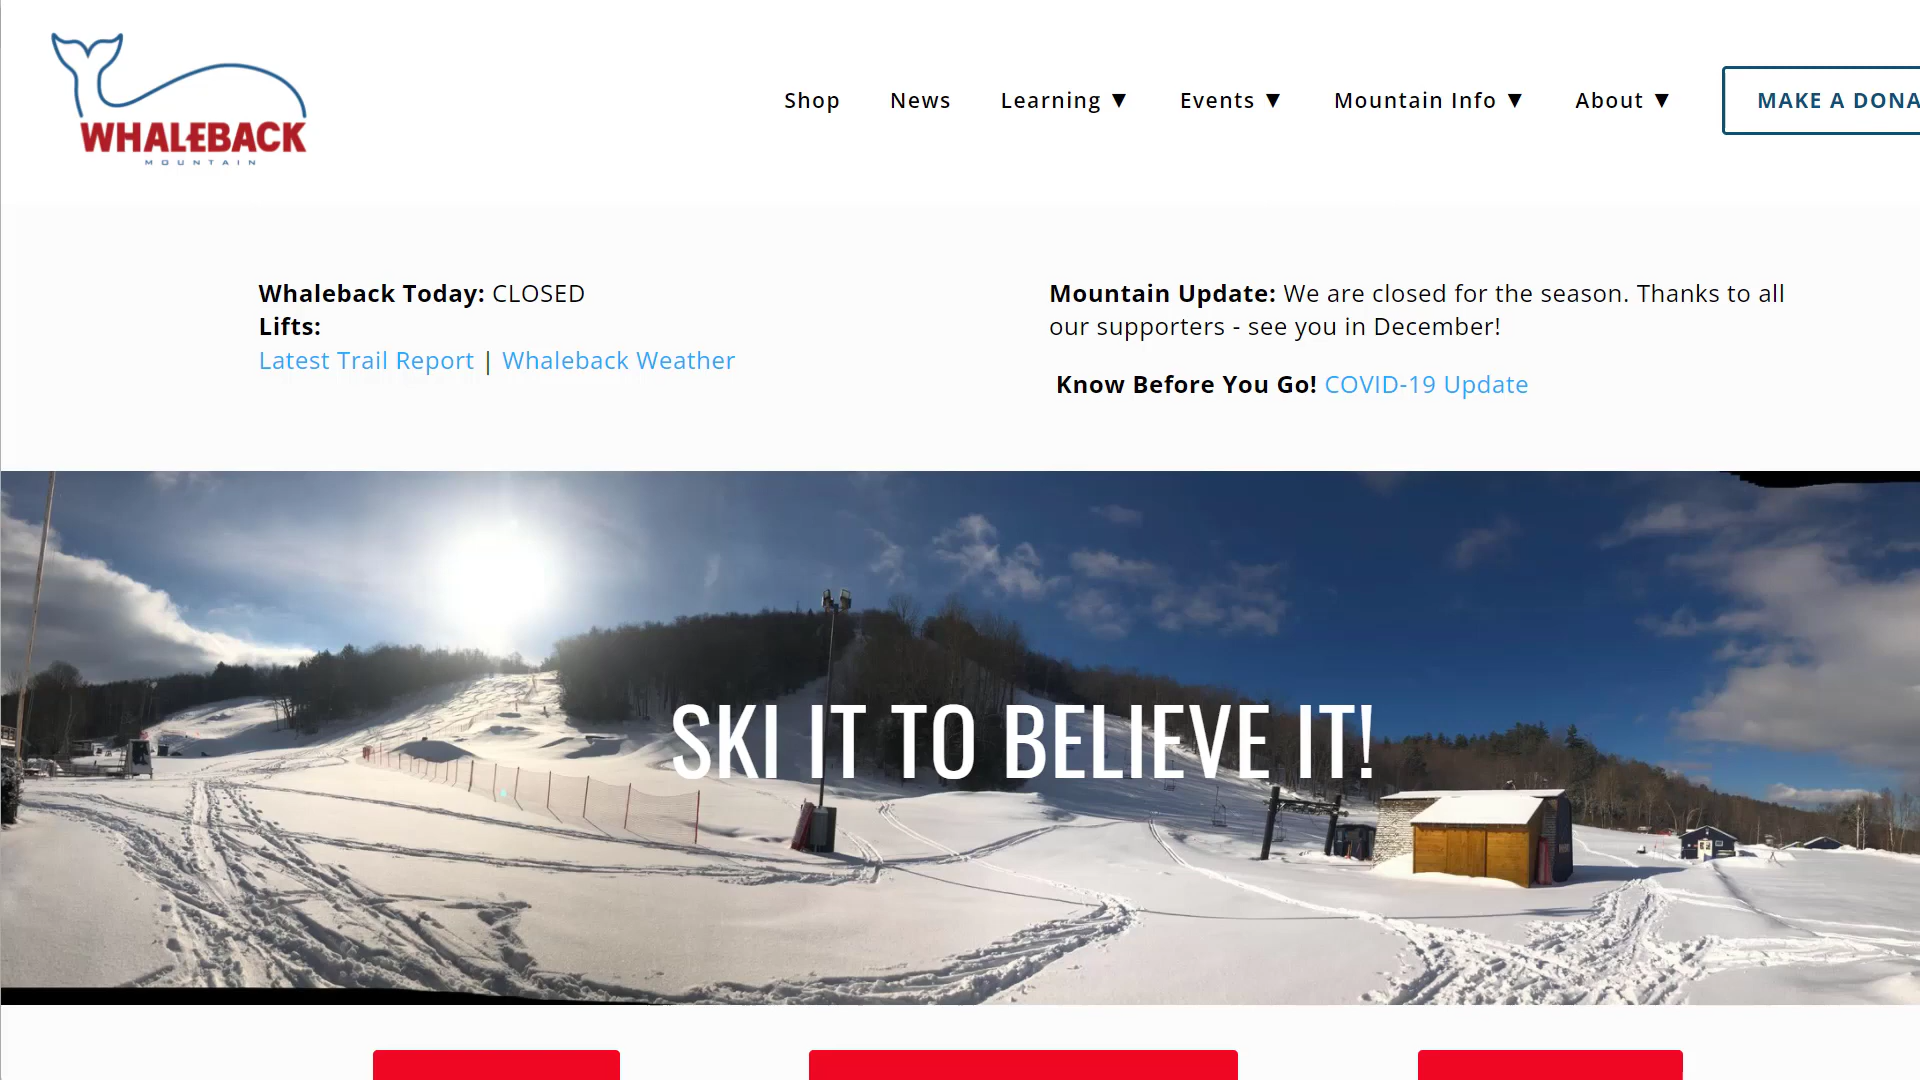 WHALEBACK
MOUNTAIN
Shop
News
Learning ▼
Events ▼
Mountain Info ▼
About ▼
MAKE A DONA
Whaleback Today: CLOSED
Lifts:
Latest Trail Report | Whaleback Weather
Mountain Update: We are closed for the season. Thanks to all
our supporters - see you in December!
Know Before You Go! COVID-19 Update
SKI IT TO BELIEVE IT!